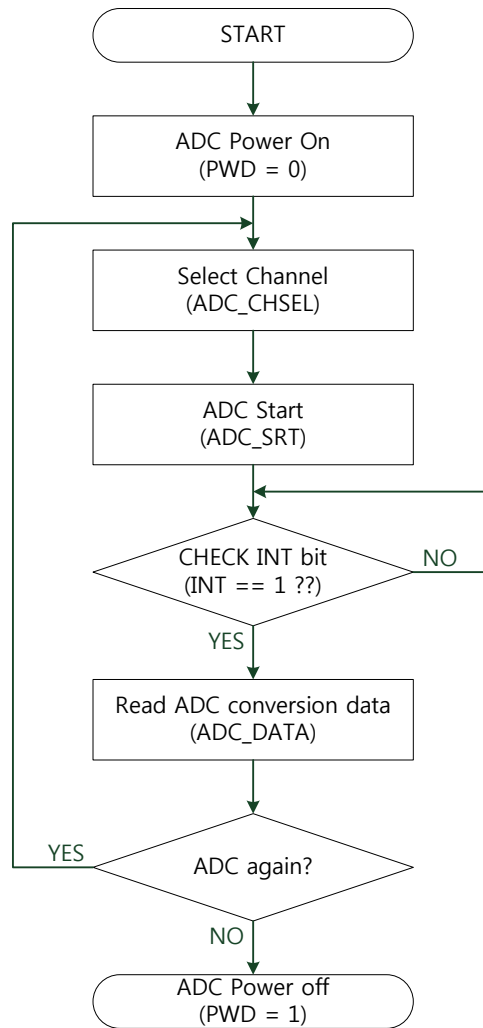 START
ADC Power On
(PWD = 0)
Select Channel
(ADC_CHSEL)
ADC Start
(ADC_SRT)
CHECK INT bit
(INT == 1 ??)
NO
YES
Read ADC conversion data
(ADC_DATA)
YES
ADC again?
NO
ADC Power off
(PWD = 1)